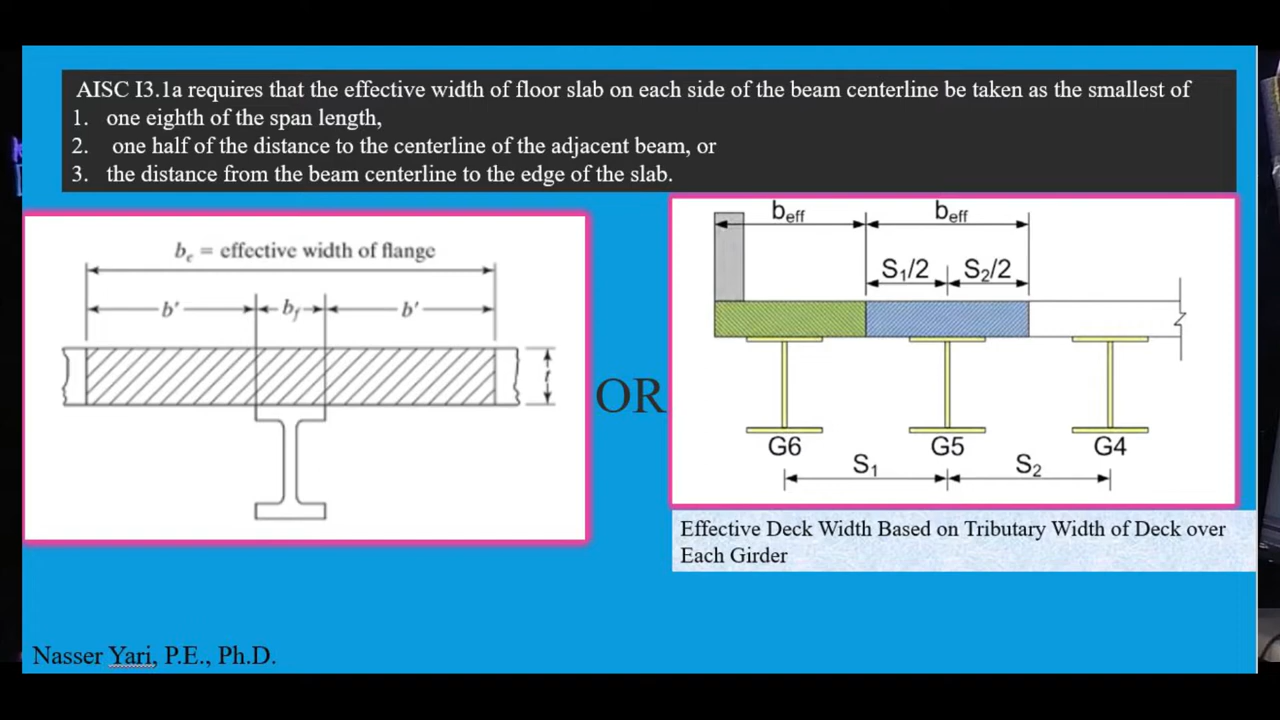 AISC I3.1a requires that the effective width of floor slab on each side of the beam centerline be taken as the smallest of
1. one eighth of the span length,
2. one half of the distance to the centerline of the adjacent beam, or
3. the distance from the beam centerline to the edge of the slab.
be = effective width of flange
b' bf b'
t
OR
beff beff
S1/2 S2/2
G6 G5 G4
S1 S2
Effective Deck Width Based on Tributary Width of Deck over
Each Girder
Nasser Yari, P.E., Ph.D.